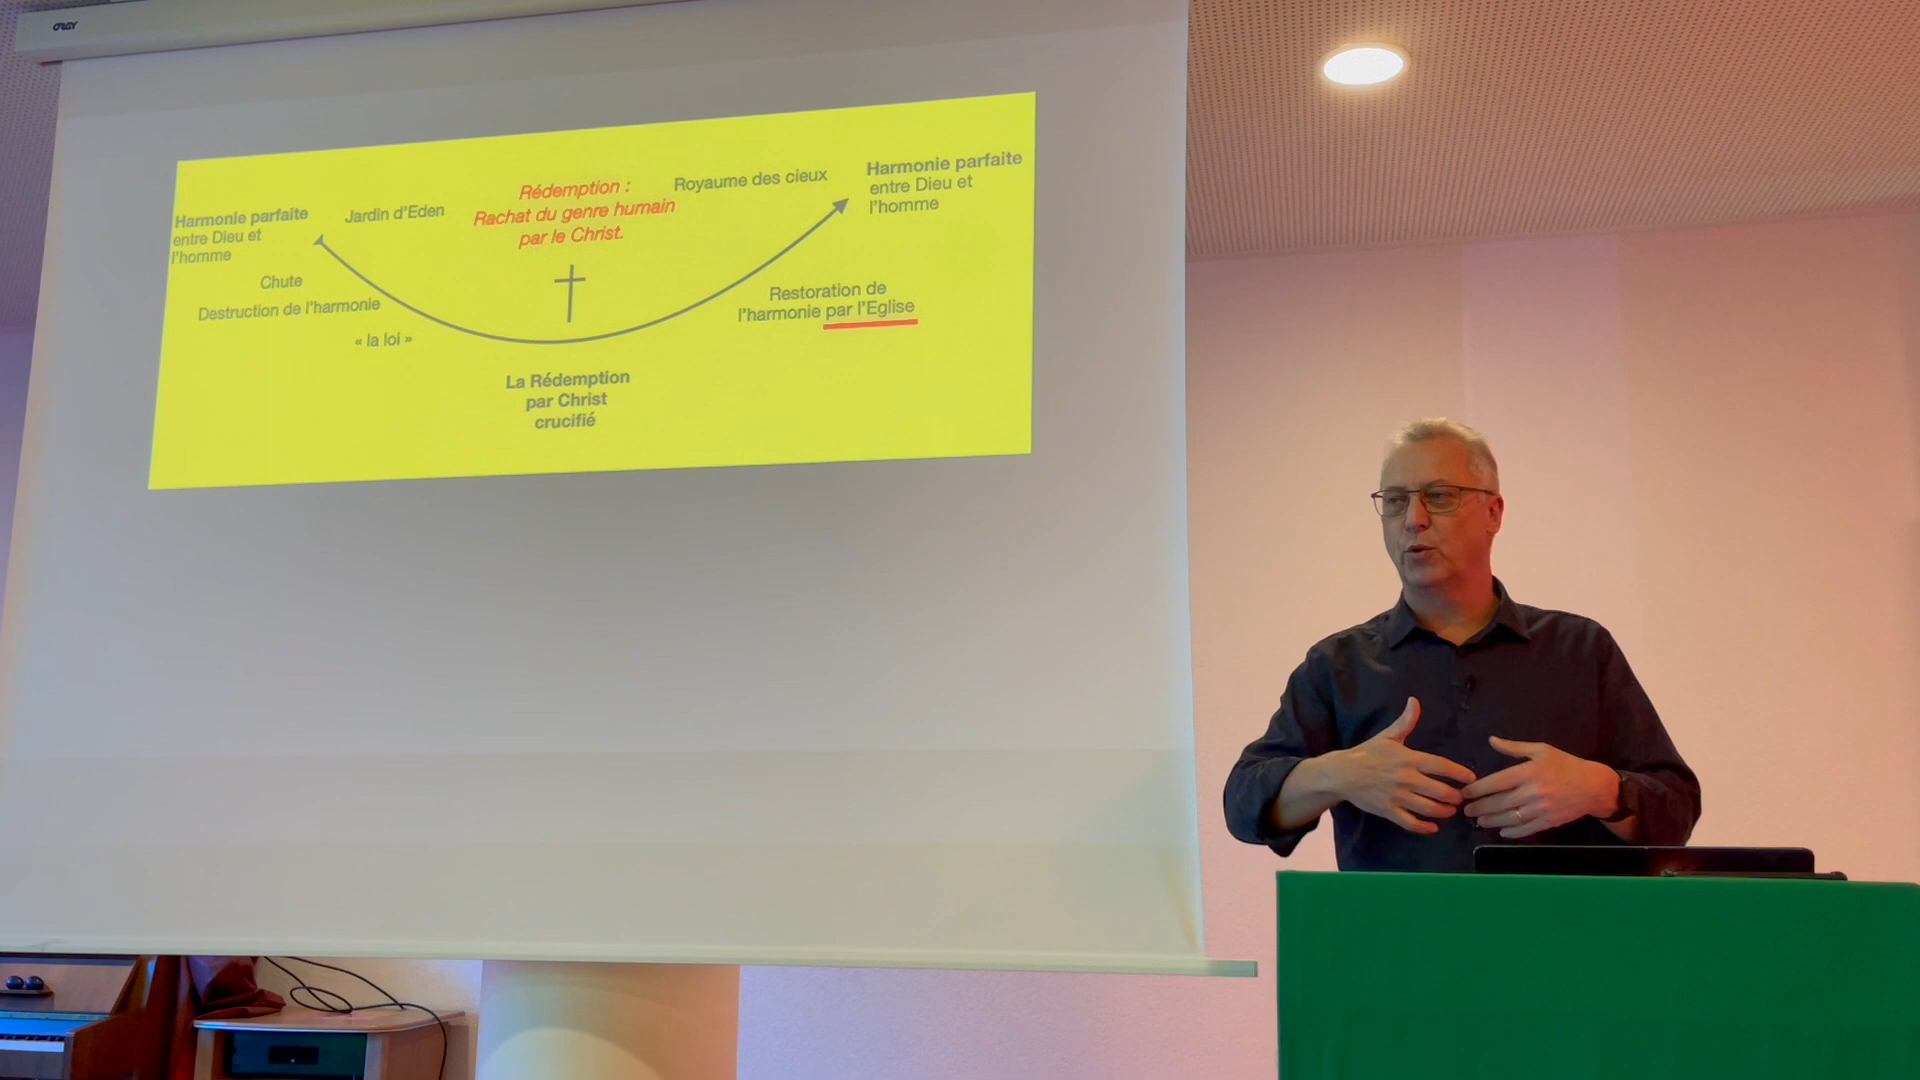 ORAY
Harmonie parfaite
entre Dieu et
l'homme
Jardin d'Eden
Chute
Destruction de l'harmonie
« la loi »
Rédemption :
Rachat du genre humain
par le Christ.
La Rédemption
par Christ
crucifié
Royaume des cieux
Harmonie parfaite
entre Dieu et
l'homme
Restoration de
l'harmonie par l'Eglise